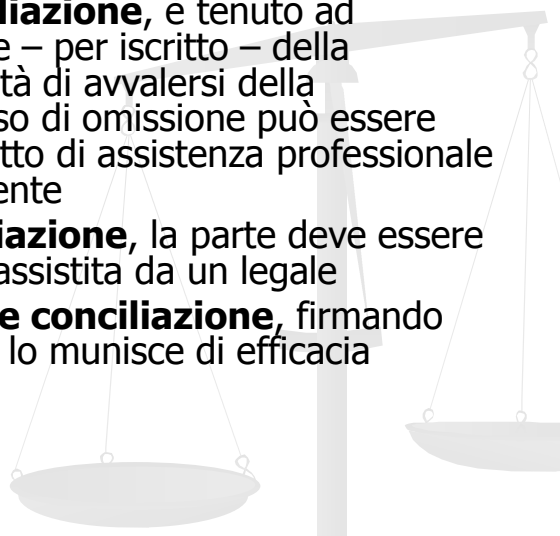 liazione, è tenuto ad
e – per iscritto – della
tà di avvalersi della
so di omissione può essere
tto di assistenza professionale
ente
iazione, la parte deve essere
assistita da un legale
e conciliazione, firmando
lo munisce di efficacia